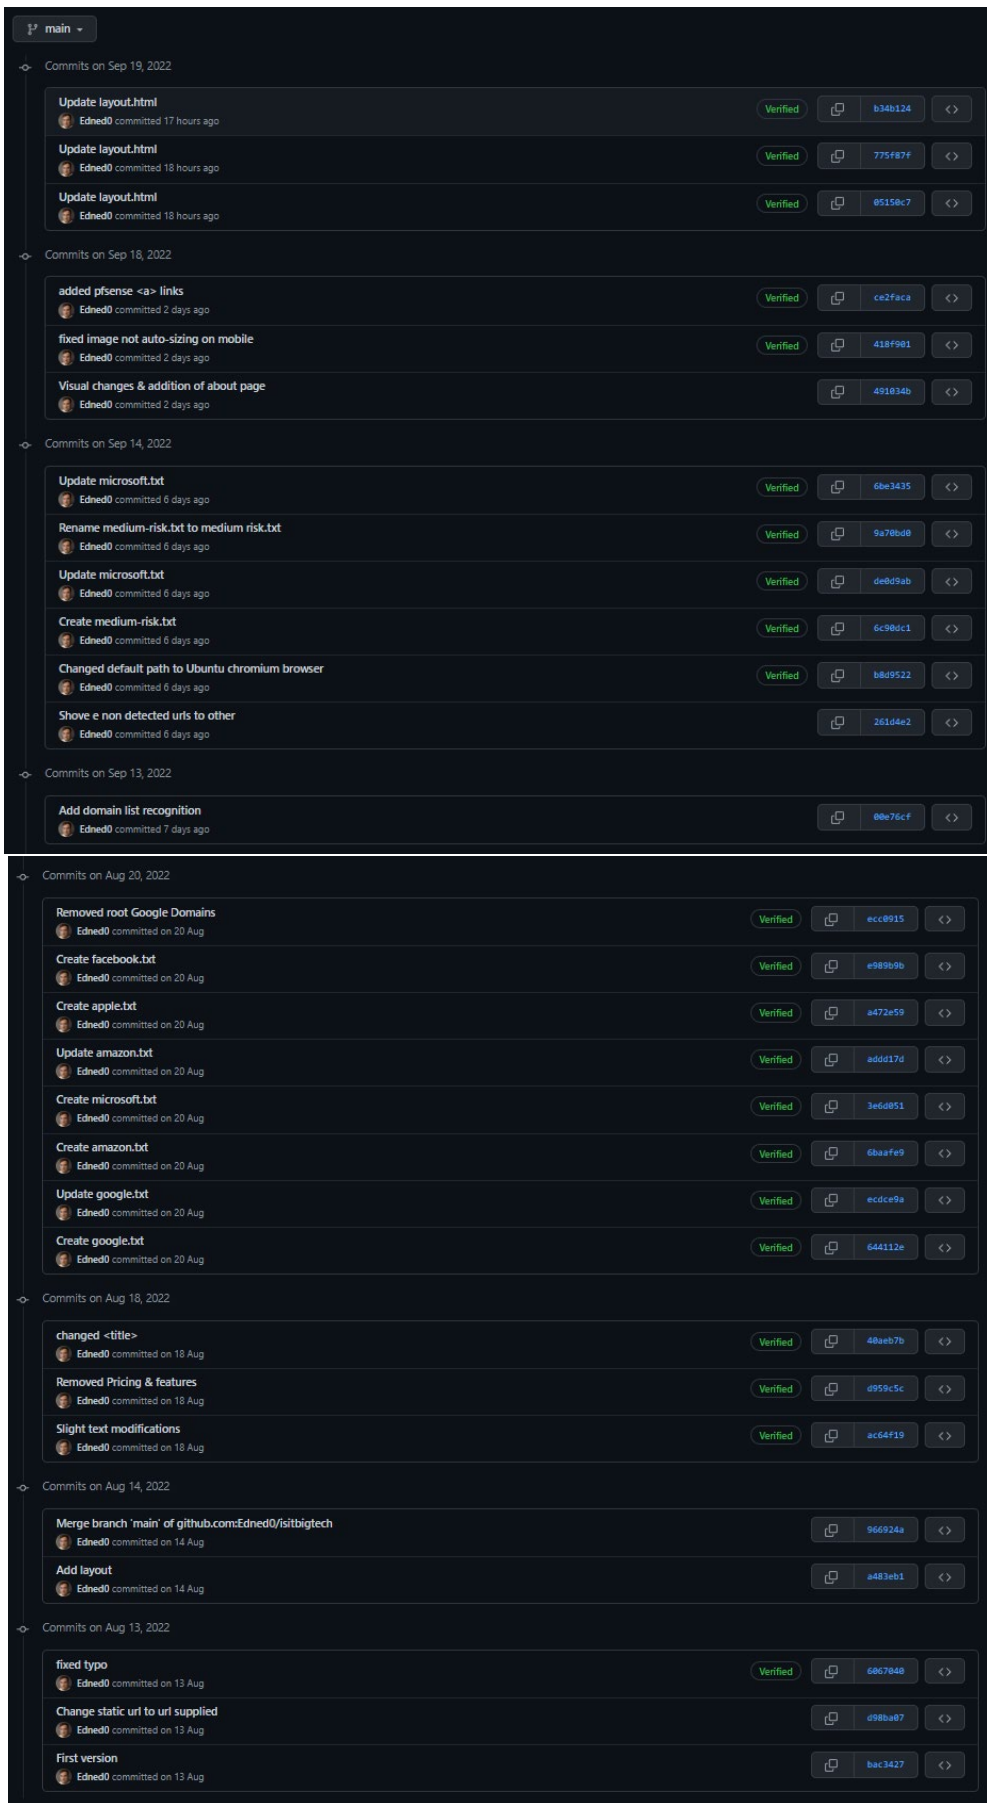 main
Commits on Sep 19, 2022
Update layout.html
Verified b34b124
Edned0 committed 17 hours ago
Update layout.html
Verified 775f87f
Edned0 committed 18 hours ago
Update layout.html
Verified 05150c7
Edned0 committed 18 hours ago
Commits on Sep 18, 2022
added pfsense <a> links
Verified ce2faca
Edned0 committed 2 days ago
fixed image not auto-sizing on mobile
Verified 418f901
Edned0 committed 2 days ago
Visual changes & addition of about page
491034b
Edned0 committed 2 days ago
Commits on Sep 14, 2022
Update microsoft.txt
Verified 6be3435
Edned0 committed 6 days ago
Rename medium-risk.txt to medium risk.txt
Verified 9a70bd0
Edned0 committed 6 days ago
Update microsoft.txt
Verified de0d9ab
Edned0 committed 6 days ago
Create medium-risk.txt
Verified 6c90dc1
Edned0 committed 6 days ago
Changed default path to Ubuntu chromium browser
Verified b8d9522
Edned0 committed 6 days ago
Shove e non detected urls to other
261d4e2
Edned0 committed 6 days ago
Commits on Sep 13, 2022
Add domain list recognition
00e76cf
Edned0 committed 7 days ago
Commits on Aug 20, 2022
Removed root Google Domains
Verified ecc0915
Edned0 committed on 20 Aug
Create facebook.txt
Verified e989b9b
Edned0 committed on 20 Aug
Create apple.txt
Verified a472e59
Edned0 committed on 20 Aug
Update amazon.txt
Verified addd17d
Edned0 committed on 20 Aug
Create microsoft.txt
Verified 3e6d051
Edned0 committed on 20 Aug
Create amazon.txt
Verified 6baafe9
Edned0 committed on 20 Aug
Update google.txt
Verified ecdce9a
Edned0 committed on 20 Aug
Create google.txt
Verified 644112e
Edned0 committed on 20 Aug
Commits on Aug 18, 2022
changed <title>
Verified 40aeb7b
Edned0 committed on 18 Aug
Removed Pricing & features
Verified d959c5c
Edned0 committed on 18 Aug
Slight text modifications
Verified ac64f19
Edned0 committed on 18 Aug
Commits on Aug 14, 2022
Merge branch 'main' of github.com:Edned0/isitbigtech
966924a
Edned0 committed on 14 Aug
Add layout
a483eb1
Edned0 committed on 14 Aug
Commits on Aug 13, 2022
fixed typo
Verified 6067040
Edned0 committed on 13 Aug
Change static url to url supplied
d98ba07
Edned0 committed on 13 Aug
First version
bac3427
Edned0 committed on 13 Aug